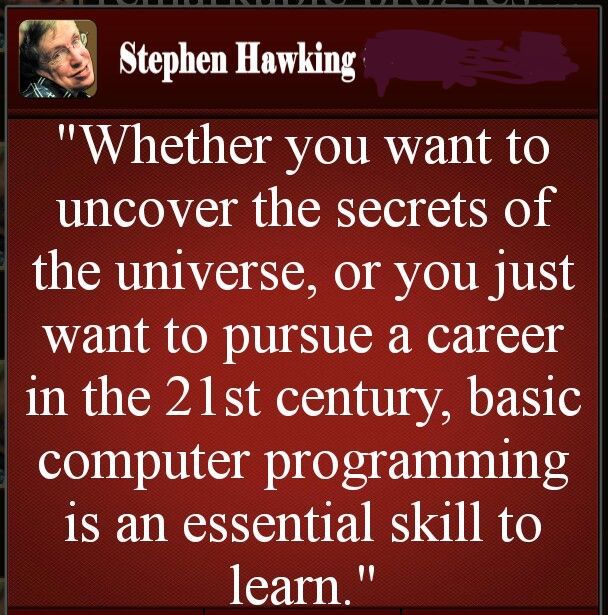 Stephen Hawking
"Whether you want to
uncover the secrets of
the universe, or you just
want to pursue a career
in the 21st century, basic
computer programming
is an essential skill to
learn."